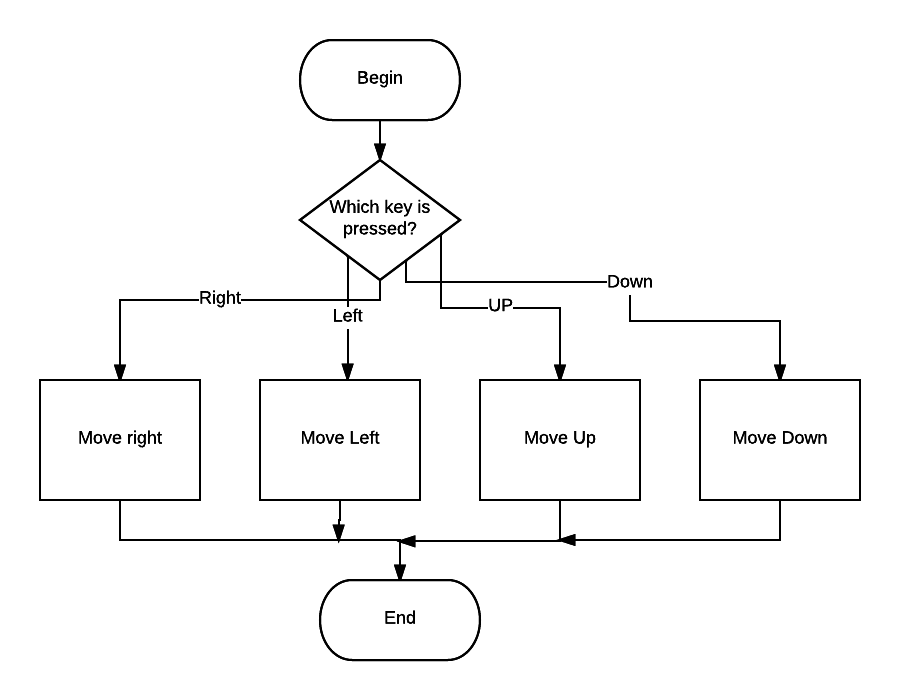 Begin
Which key is
pressed?
Down
Right
UP
Left
Move right
Move Left
Move Up
Move Down
End